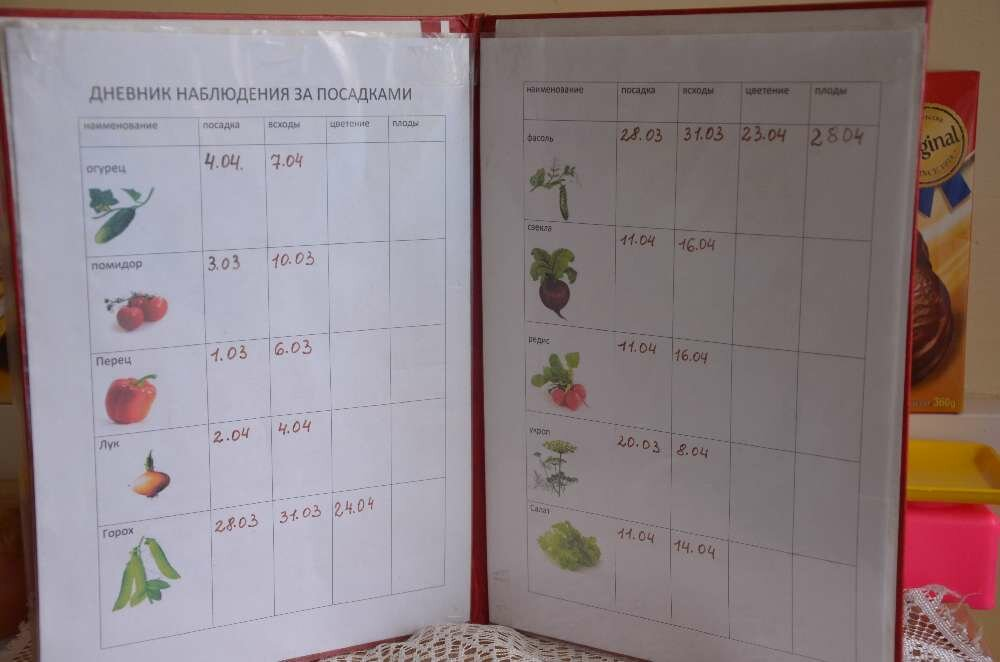 ДНЕВНИК НАБЛЮДЕНИЯ ЗА ПОСАДКАМИ
наименование посадка всходы цветение плоды
огурец 4.04. 7.04
помидор 3.03 10.03
Перец 1.03 6.03
Лук 2.04 4.04
Горох 28.03 31.03 24.04
наименование посадка всходы цветение плоды
фасоль 28.03 31.03 23.04 28 04
свекла 11.04 16.04
редис 11.04 16.04
укроп 20.03 8.04
Салат 11.04 14.04
ginal
360g